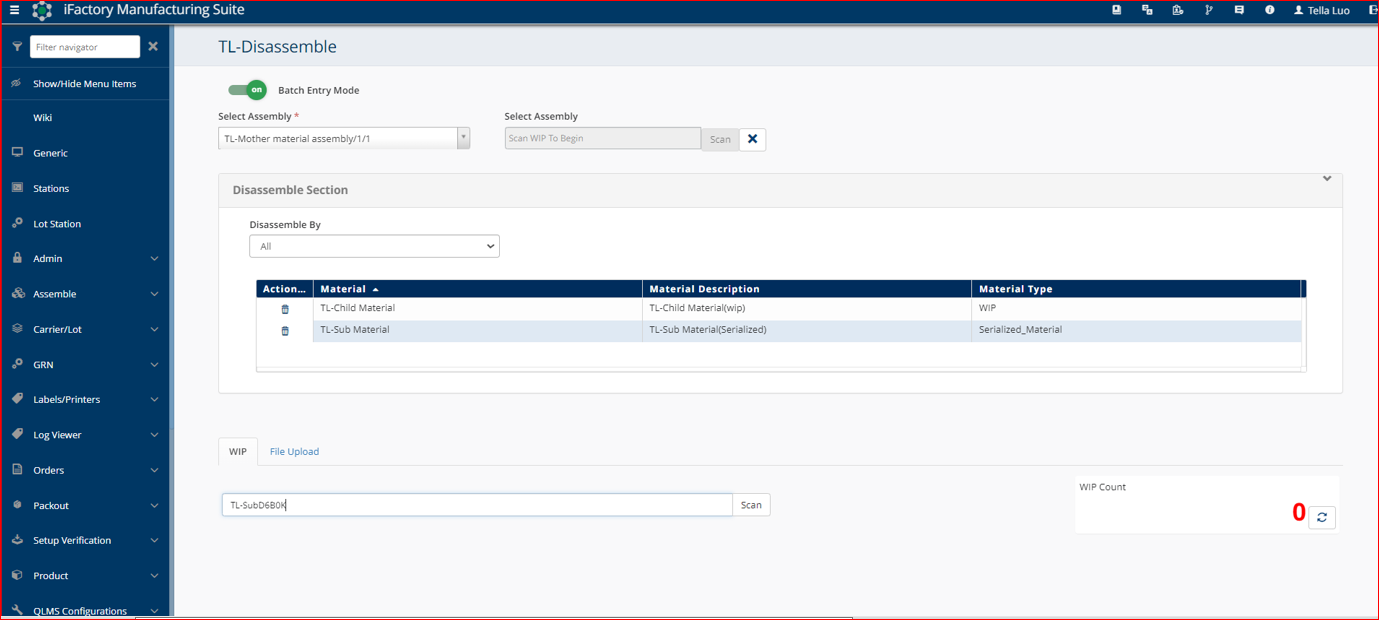 iFactory Manufacturing Suite
Tella Luo
Filter navigator
TL-Disassemble
Show/Hide Menu Items
on Batch Entry Mode
Wiki
Select Assembly * Select Assembly
TL-Mother material assembly/1/1 Scan WIP To Begin Scan
Generic
Stations
Disassemble Section
Lot Station
Disassemble By
All
Admin
Assemble
Action... Material Material Description Material Type
TL-Child Material TL-Child Material(wip) WIP
TL-Sub Material TL-Sub Material(Serialized) Serialized_Material
Carrier/Lot
GRN
Labels/Printers
Log Viewer
WIP File Upload
Orders
WIP Count
Packout
TL-SubD6B0K Scan
0
Setup Verification
Product
QLMS Configurations